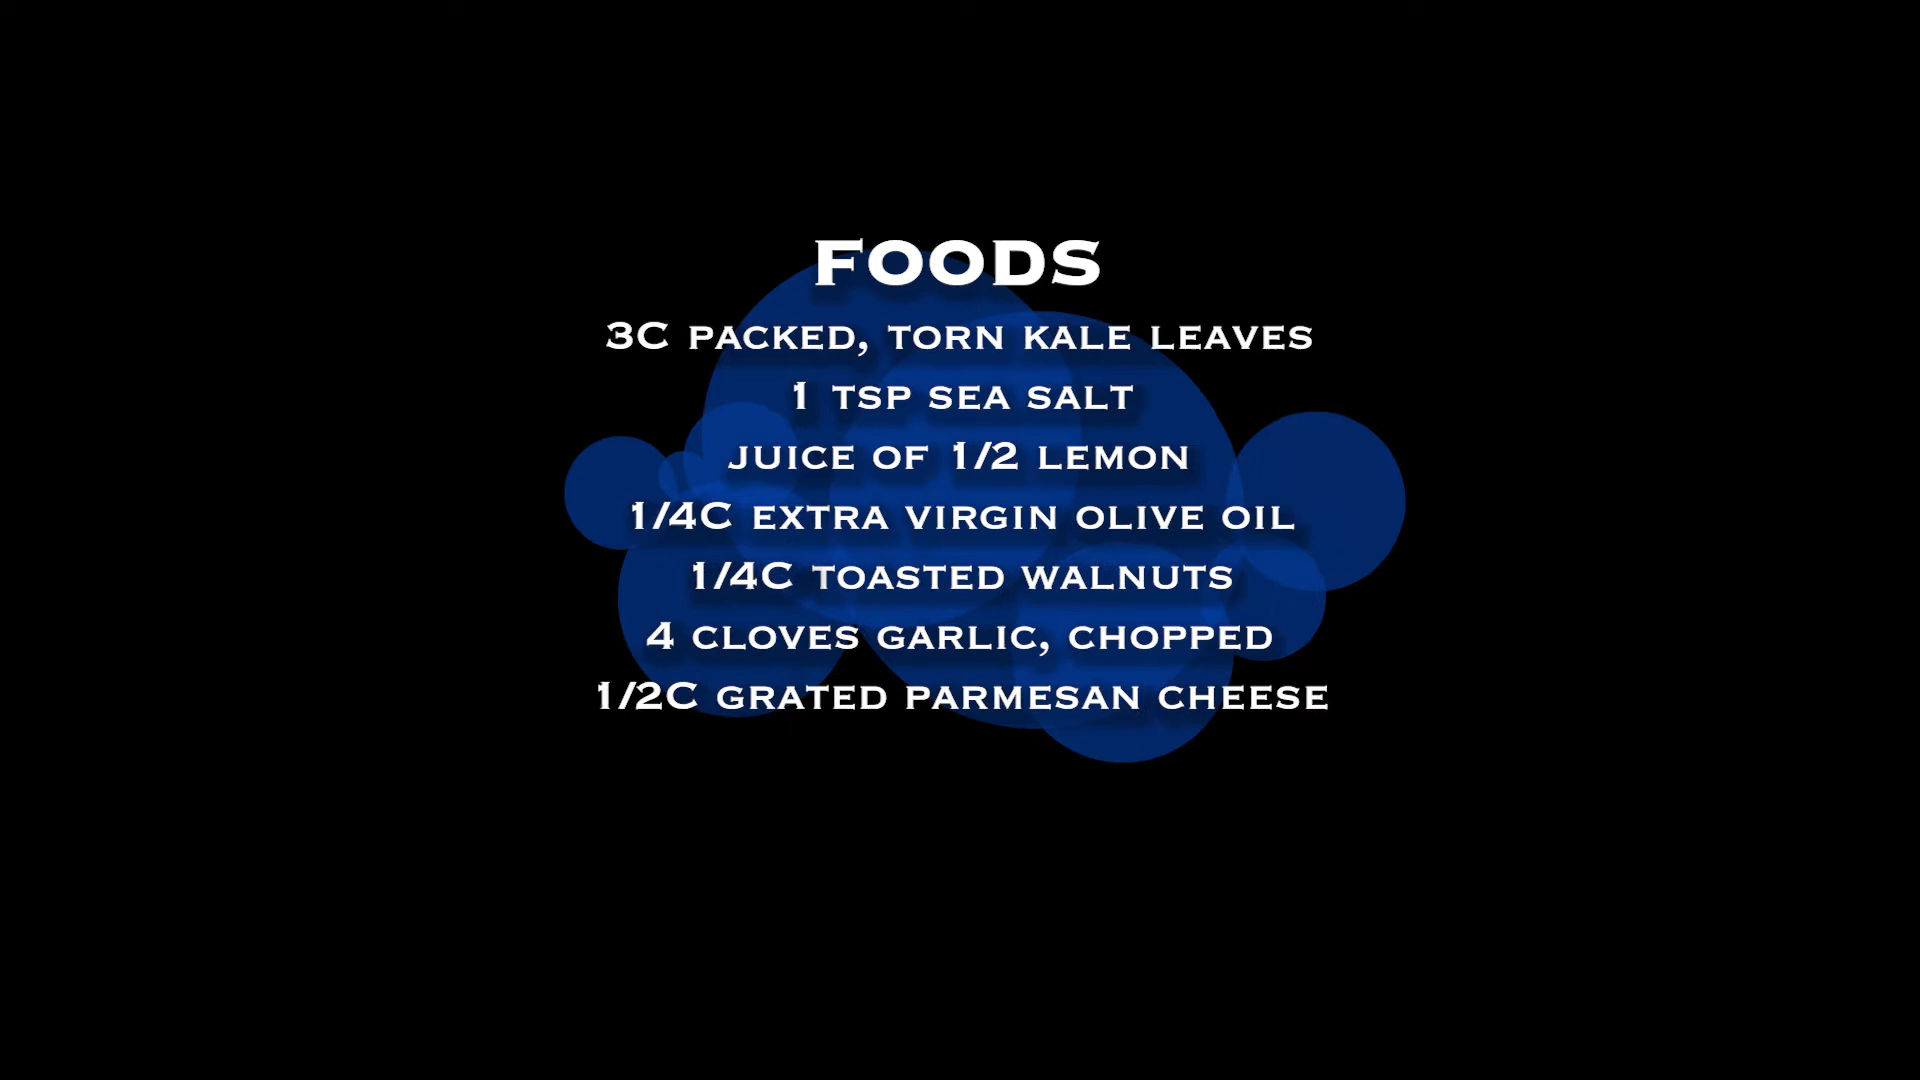 FOODS
3C PACKED, TORN KALE LEAVES
1 TSP SEA SALT
JUICE OF 1/2 LEMON
1/4C EXTRA VIRGIN OLIVE OIL
1/4C TOASTED WALNUTS
4 CLOVES GARLIC, CHOPPED
1/2C GRATED PARMESAN CHEESE